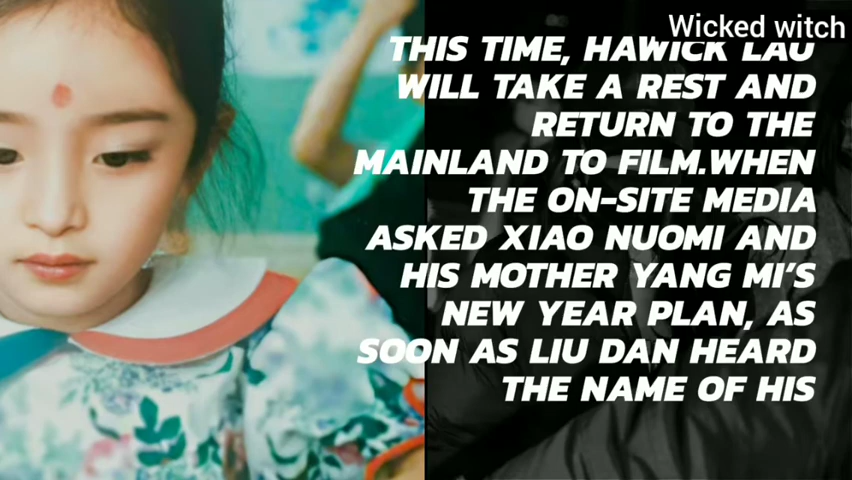 Wicked witch
THIS TIME, HAWICK LAU
WILL TAKE A REST AND
RETURN TO THE
MAINLAND TO FILM.WHEN
THE ON-SITE MEDIA
ASKED XIAO NUOMI AND
HIS MOTHER YANG MI'S
NEW YEAR PLAN, AS
SOON AS LIU DAN HEARD
THE NAME OF HIS